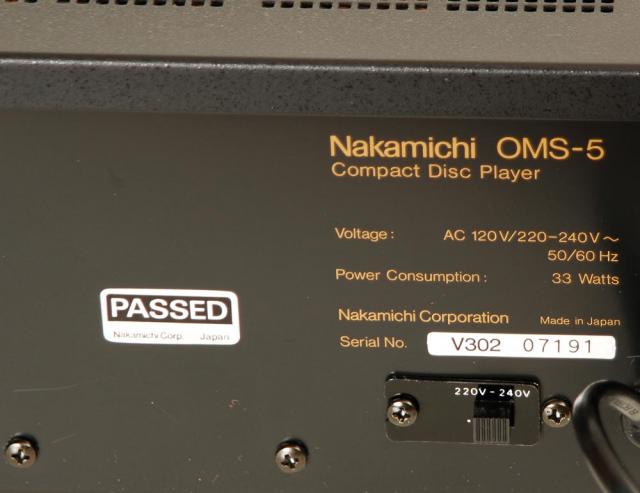 Nakamichi OMS-5
Compact Disc Player
Voltage: AC 120V/220-240V~
50/60 Hz
Power Consumption: 33 Watts
PASSED
Nakamichi Corp. Japan
Nakamichi Corporation Made in Japan
Serial No. V302 07191
220V-240V